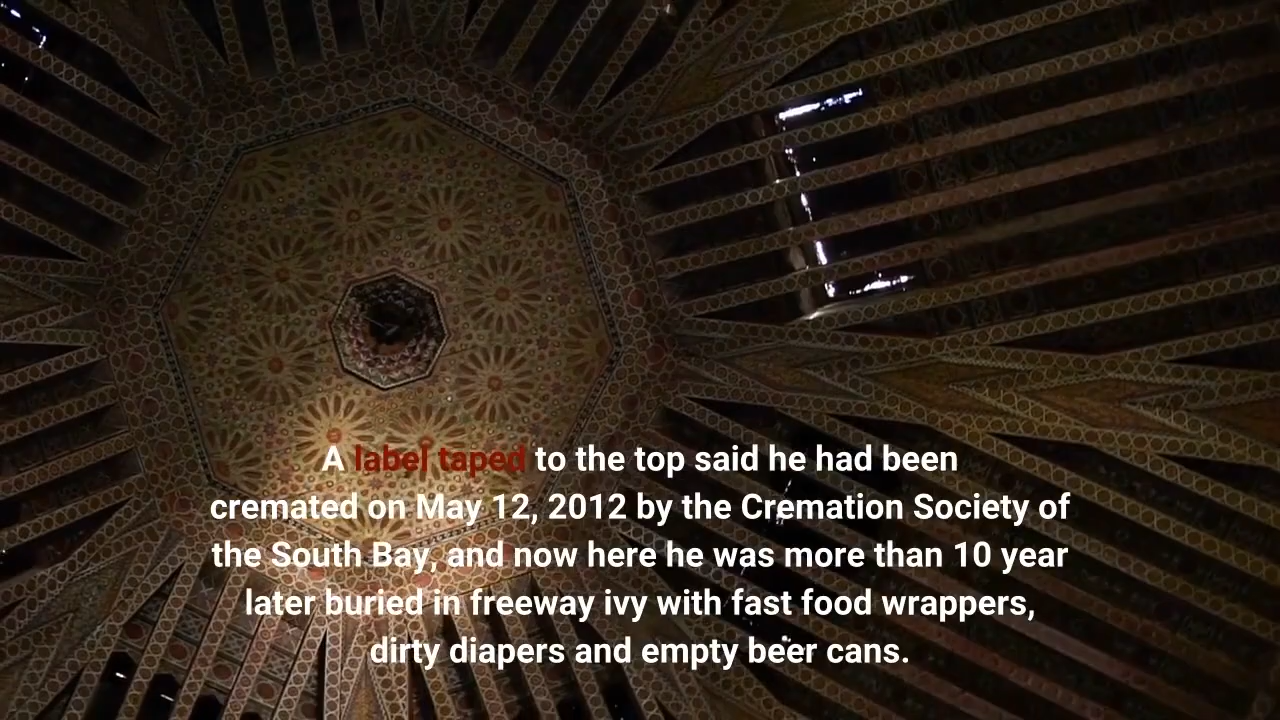 A label taped to the top said he had been
cremated on May 12, 2012 by the Cremation Society of
the South Bay, and now here he was more than 10 year
later buried in freeway ivy with fast food wrappers,
dirty diapers and empty beer cans.